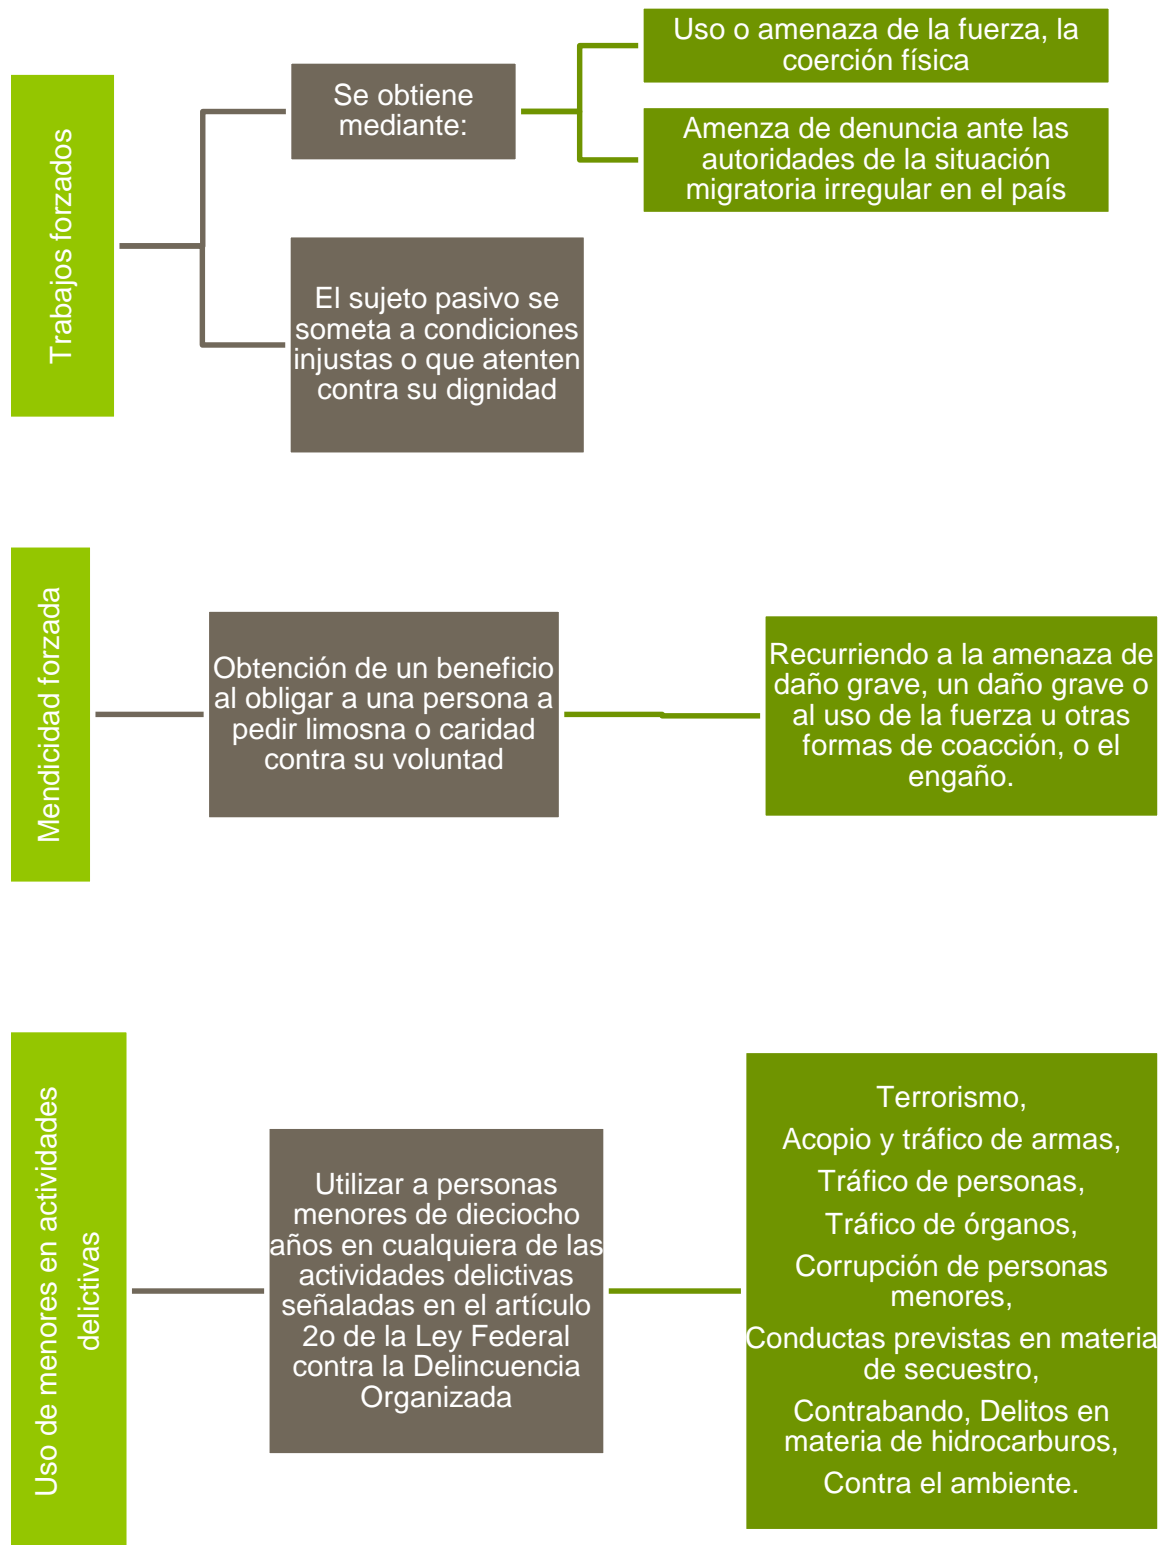 Trabajos forzados
Se obtiene
mediante:
Uso o amenaza de la fuerza, la
coerción física
Amenza de denuncia ante las
autoridades de la situación
migratoria irregular en el país
El sujeto pasivo se
someta a condiciones
injustas o que atenten
contra su dignidad
Mendicidad forzada
Obtención de un beneficio
al obligar a una persona a
pedir limosna o caridad
contra su voluntad
Recurriendo a la amenaza de
daño grave, un daño grave o
al uso de la fuerza u otras
formas de coacción, o el
engaño.
Uso de menores en actividades
delictivas
Utilizar a personas
menores de dieciocho
años en cualquiera de las
actividades delictivas
señaladas en el artículo
2o de la Ley Federal
contra la Delincuencia
Organizada
Terrorismo,
Acopio y tráfico de armas,
Tráfico de personas,
Tráfico de órganos,
Corrupción de personas
menores,
Conductas previstas en materia
de secuestro,
Contrabando, Delitos en
materia de hidrocarburos,
Contra el ambiente.